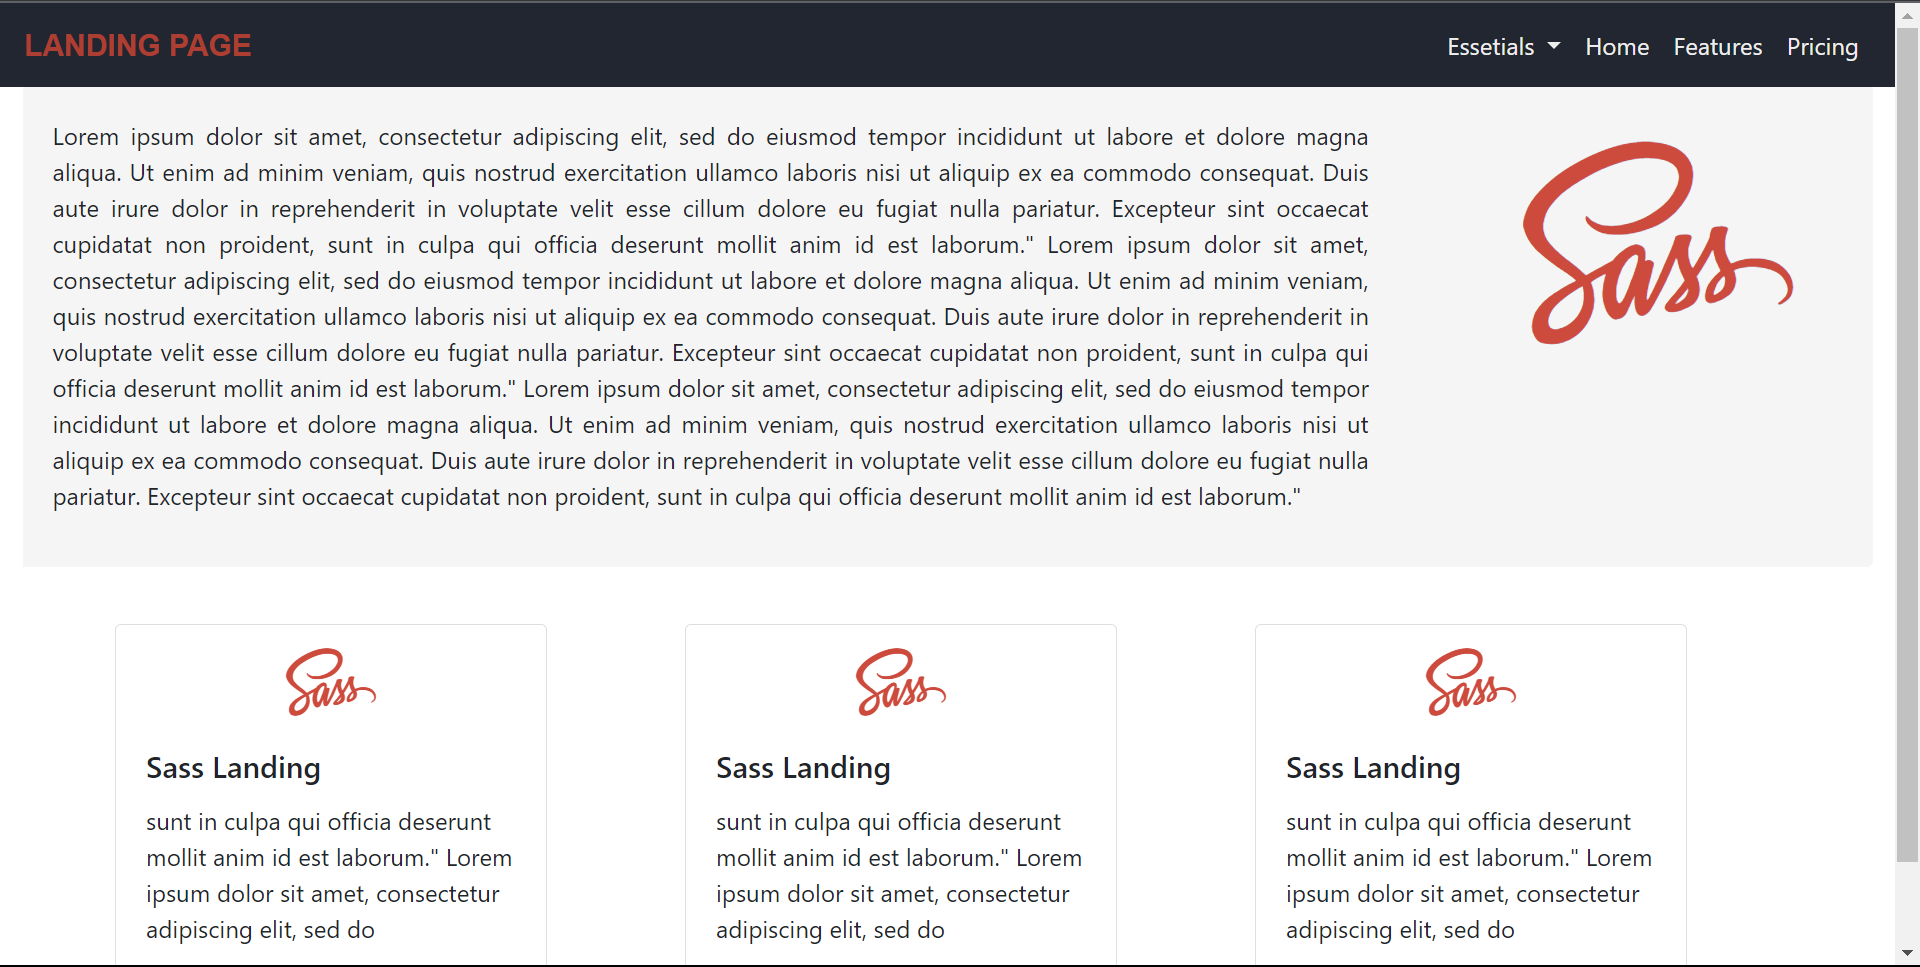 LANDING PAGE
Essetials Home Features Pricing
Lorem ipsum dolor sit amet, consectetur adipiscing elit, sed do eiusmod tempor incididunt ut labore et dolore magna
aliqua. Ut enim ad minim veniam, quis nostrud exercitation ullamco laboris nisi ut aliquip ex ea commodo consequat. Duis
aute irure dolor in reprehenderit in voluptate velit esse cillum dolore eu fugiat nulla pariatur. Excepteur sint occaecat
cupidatat non proident, sunt in culpa qui officia deserunt mollit anim id est laborum." Lorem ipsum dolor sit amet,
consectetur adipiscing elit, sed do eiusmod tempor incididunt ut labore et dolore magna aliqua. Ut enim ad minim veniam,
quis nostrud exercitation ullamco laboris nisi ut aliquip ex ea commodo consequat. Duis aute irure dolor in reprehenderit in
voluptate velit esse cillum dolore eu fugiat nulla pariatur. Excepteur sint occaecat cupidatat non proident, sunt in culpa qui
officia deserunt mollit anim id est laborum." Lorem ipsum dolor sit amet, consectetur adipiscing elit, sed do eiusmod tempor
incididunt ut labore et dolore magna aliqua. Ut enim ad minim veniam, quis nostrud exercitation ullamco laboris nisi ut
aliquip ex ea commodo consequat. Duis aute irure dolor in reprehenderit in voluptate velit esse cillum dolore eu fugiat nulla
pariatur. Excepteur sint occaecat cupidatat non proident, sunt in culpa qui officia deserunt mollit anim id est laborum."
Sass
Sass
Sass Landing
sunt in culpa qui officia deserunt
mollit anim id est laborum." Lorem
ipsum dolor sit amet, consectetur
adipiscing elit, sed do
Sass
Sass Landing
sunt in culpa qui officia deserunt
mollit anim id est laborum." Lorem
ipsum dolor sit amet, consectetur
adipiscing elit, sed do
Sass
Sass Landing
sunt in culpa qui officia deserunt
mollit anim id est laborum." Lorem
ipsum dolor sit amet, consectetur
adipiscing elit, sed do